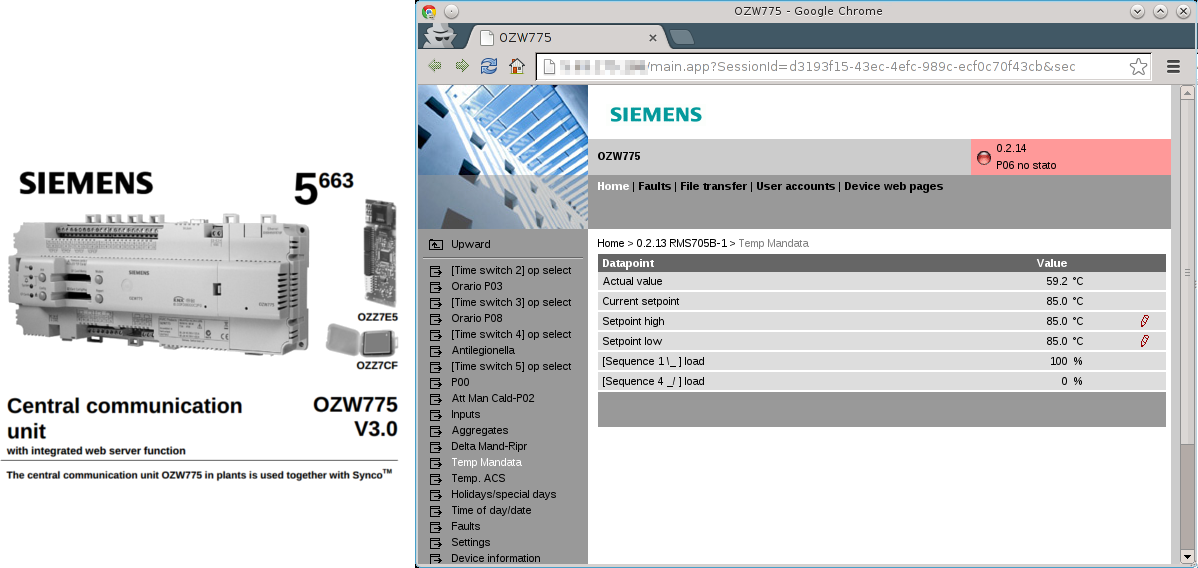 SIEMENS
5663
OZZ7E5
OZZ7CF
Central communication unit
OZW775
V3.0
with integrated web server function
The central communication unit OZW775 in plants is used together with Synco™
OZW775 - Google Chrome
OZW775
/main.app?SessionId=d3193f15-43ec-4efc-989c-ecf0c70f43cb&sec
SIEMENS
OZW775
0.2.14
P06 no stato
Home | Faults | File transfer | User accounts | Device web pages
Upward
[Time switch 2] op select
Orario P03
[Time switch 3] op select
Orario P08
[Time switch 4] op select
Antilegionella
[Time switch 5] op select
P00
Att Man Cald-P02
Inputs
Aggregates
Delta Mand-Ripr
Temp Mandata
Temp. ACS
Holidays/special days
Time of day/date
Faults
Settings
Device information
Home > 0.2.13 RMS705B-1 > Temp Mandata
Datapoint Value
Actual value 59.2 °C
Current setpoint 85.0 °C
Setpoint high 85.0 °C
Setpoint low 85.0 °C
[Sequence 1 \_ ] load 100 %
[Sequence 4 _/ ] load 0 %